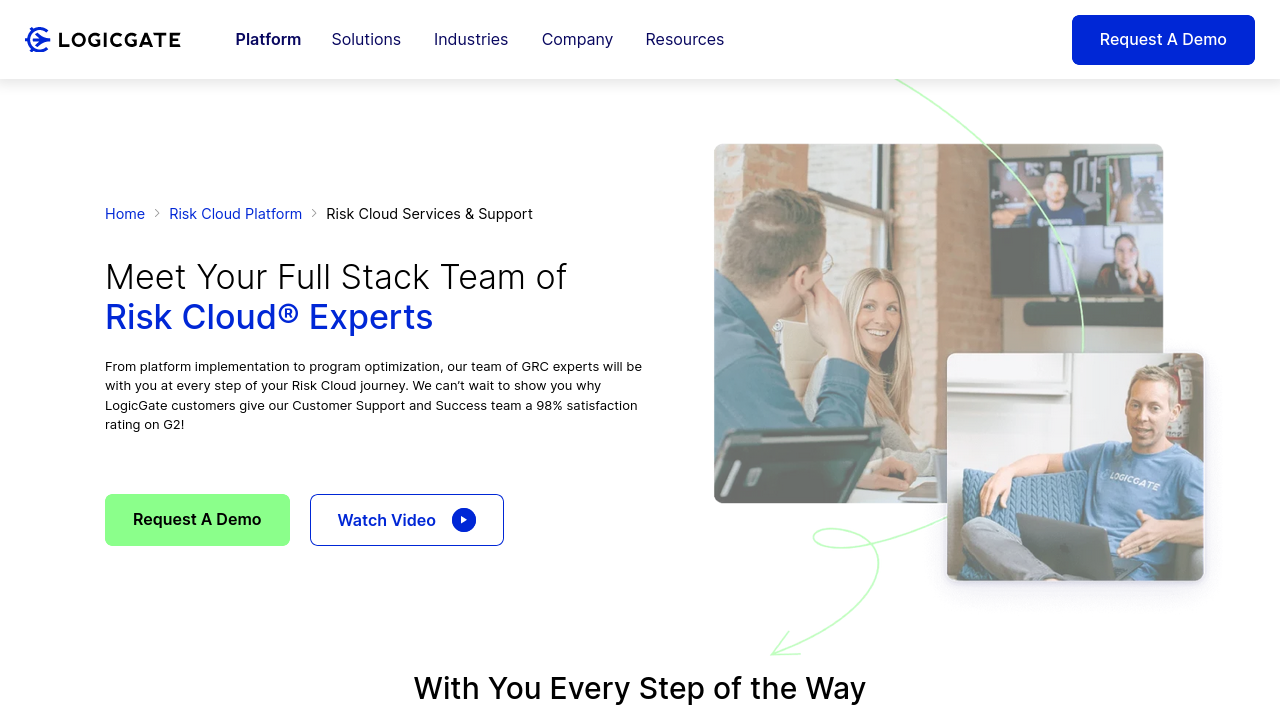 LOGICGATE
Platform
Solutions
Industries
Company
Resources
Request A Demo
Home
Risk Cloud Platform
Risk Cloud Services & Support
Meet Your Full Stack Team of
Risk Cloud® Experts
From platform implementation to program optimization, our team of GRC experts will be
with you at every step of your Risk Cloud journey. We can’t wait to show you why
LogicGate customers give our Customer Support and Success team a 98% satisfaction
rating on G2!
Request A Demo
Watch Video
LOGICGATE
With You Every Step of the Way